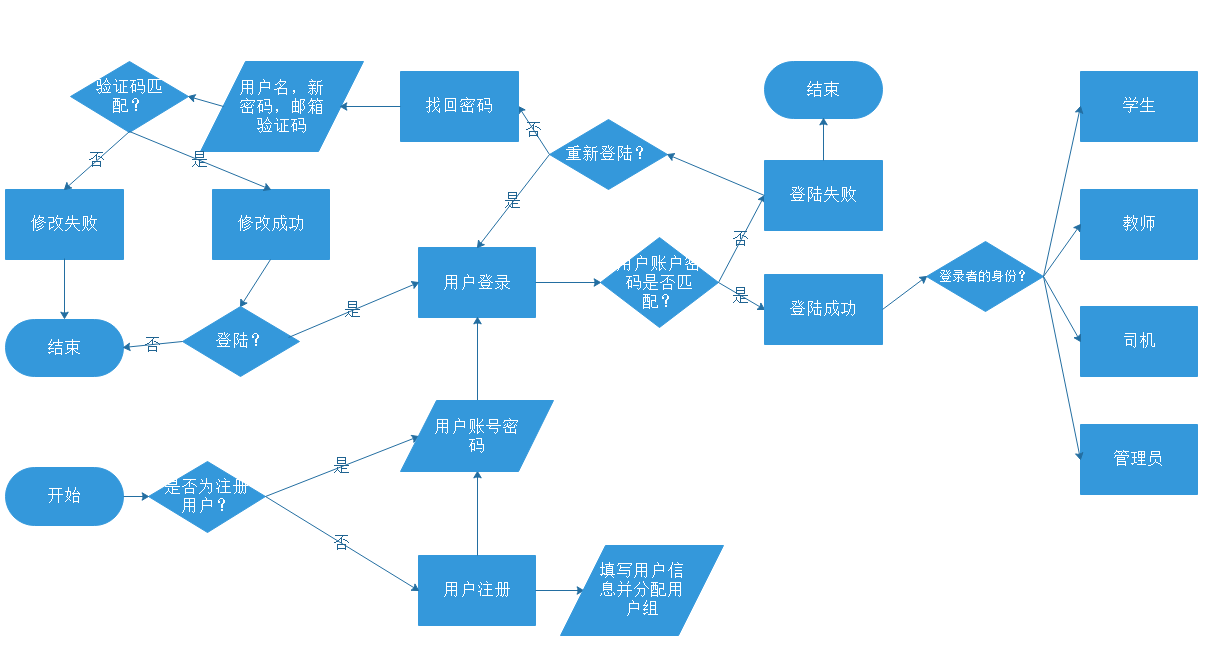 验证码匹
配？
用户名，新
密码，邮箱
验证码
找回密码
结束
学生
否
重新登陆？
否
是
登陆失败
修改失败
修改成功
是
教师
用户登录
否
用户账户密
码是否匹
配？
是
登陆成功
登录者的身份？
结束
否
登陆？
是
司机
用户账号密
码
管理员
开始
是否为注册
用户？
是
否
用户注册
填写用户信
息并分配用
户组